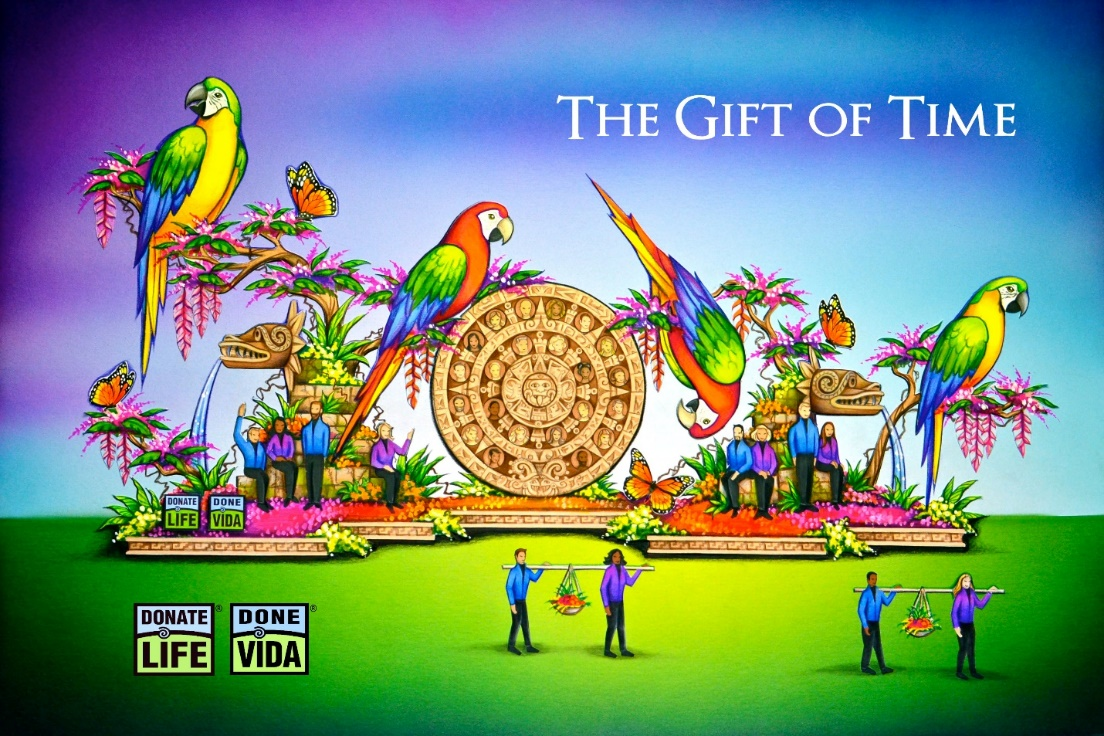 The Gift of Time
DONATE
LIFE
DONE
VIDA
DONATE
LIFE®
DONE
VIDA®